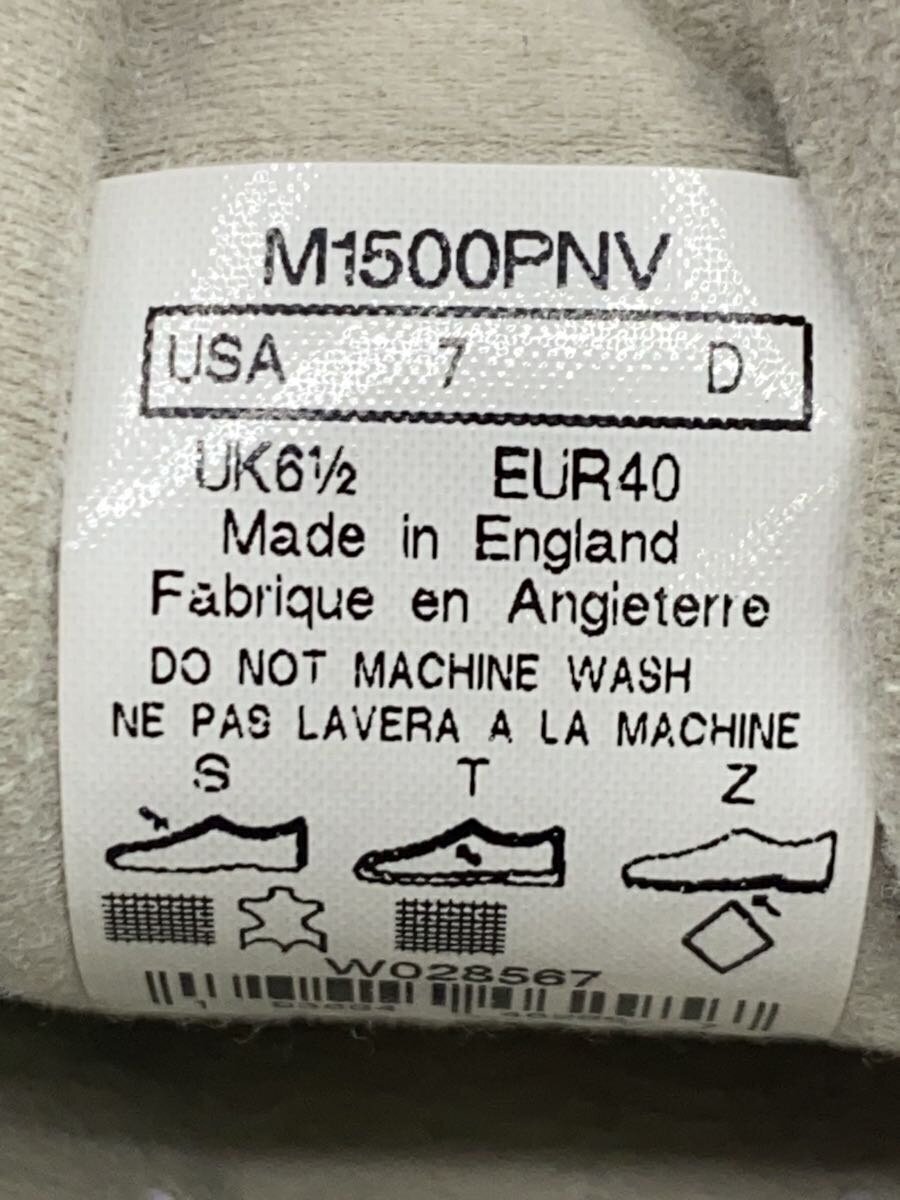 M1500PNV
USA 7 D
UK6½ EUR40
Made in England
Fabrique en Angieterre
DO NOT MACHINE WASH
NE PAS LAVERA A LA MACHINE
S T Z
W028567